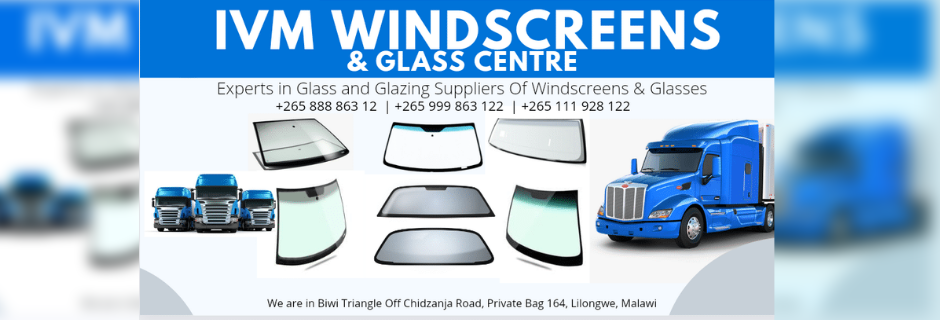 IVM WINDSCREENS
& GLASS CENTRE
Experts in Glass and Glazing Suppliers Of Windscreens & Glasses
+265 888 863 12 | +265 999 863 122 | +265 111 928 122
We are in Biwi Triangle Off Chidzanja Road, Private Bag 164, Lilongwe, Malawi